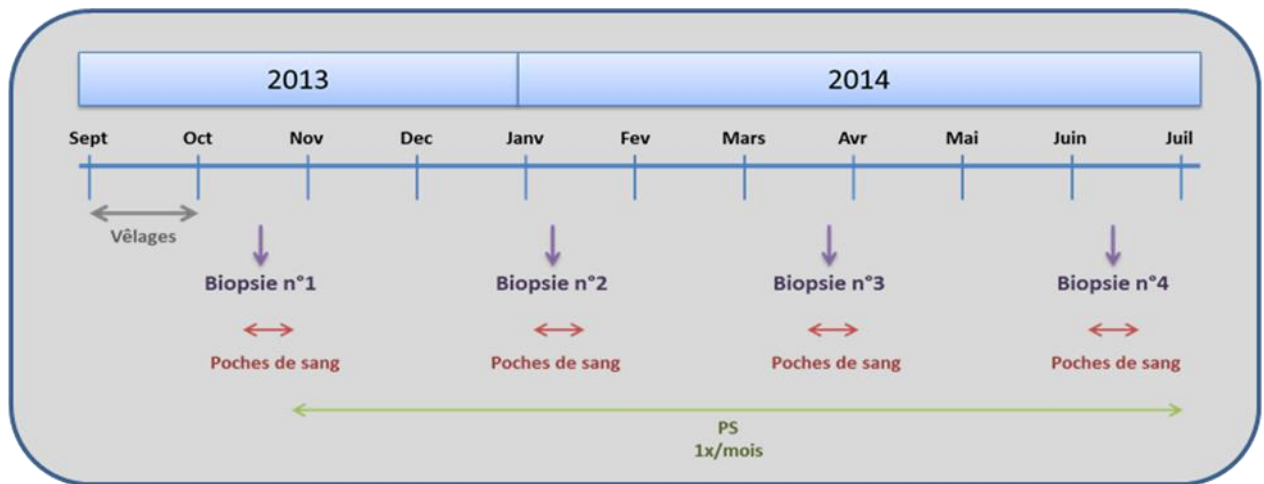 2013 2014
Sept Oct Nov Dec Janv Fev Mars Avr Mai Juin Juil
Vêlages
Biopsie n°1 Biopsie n°2 Biopsie n°3 Biopsie n°4
Poches de sang Poches de sang Poches de sang Poches de sang
PS
1x/mois